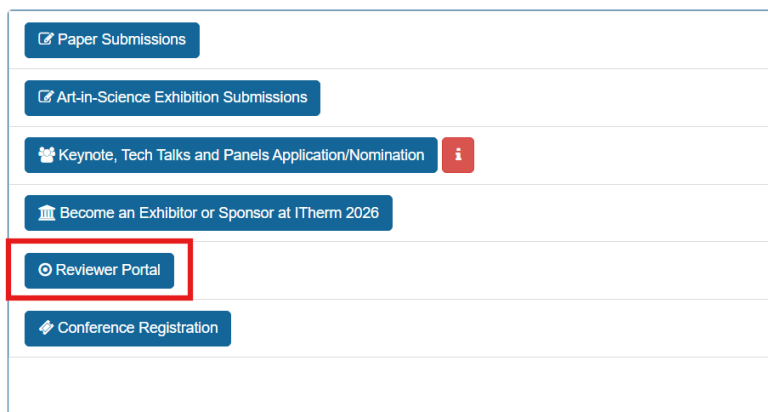 Paper Submissions
Art-in-Science Exhibition Submissions
Keynote, Tech Talks and Panels Application/Nomination
Become an Exhibitor or Sponsor at ITherm 2026
Reviewer Portal
Conference Registration